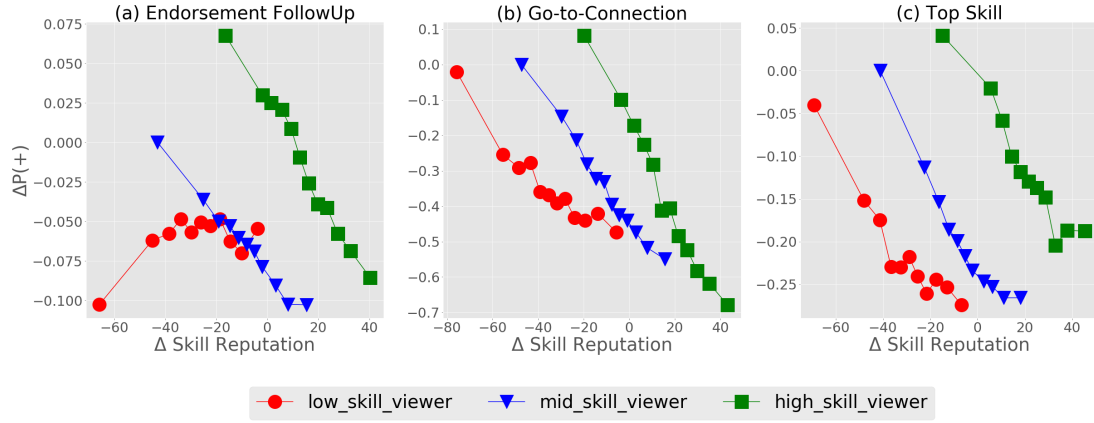 (a) Endorsement FollowUp
(b) Go-to-Connection
(c) Top Skill
ΔP(+)
0.075
0.050
0.025
0.000
−0.025
−0.050
−0.075
−0.100
−60 −40 −20 0 20 40
Δ Skill Reputation
0.1
0.0
−0.1
−0.2
−0.3
−0.4
−0.5
−0.6
−0.7
−80 −60 −40 −20 0 20 40
Δ Skill Reputation
0.05
0.00
−0.05
−0.10
−0.15
−0.20
−0.25
−60 −40 −20 0 20 40
Δ Skill Reputation
low_skill_viewer mid_skill_viewer high_skill_viewer